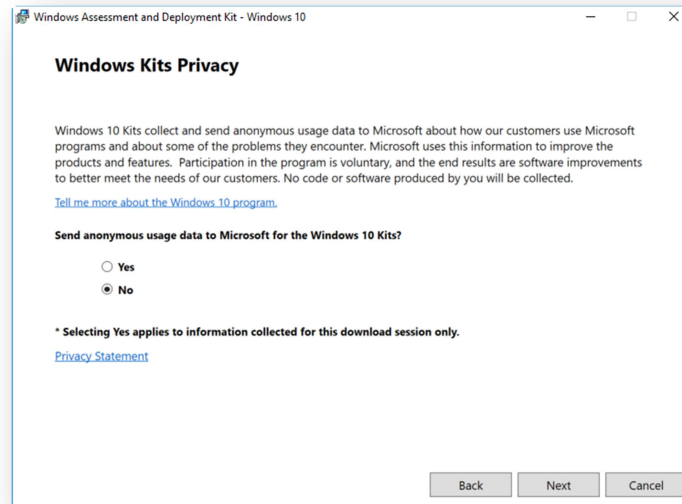 Windows Assessment and Deployment Kit - Windows 10
Windows Kits Privacy
Windows 10 Kits collect and send anonymous usage data to Microsoft about how our customers use Microsoft
programs and about some of the problems they encounter. Microsoft uses this information to improve the
products and features.  Participation in the program is voluntary, and the end results are software improvements
to better meet the needs of our customers. No code or software produced by you will be collected.
Tell me more about the Windows 10 program.
Send anonymous usage data to Microsoft for the Windows 10 Kits?
Yes
No
* Selecting Yes applies to information collected for this download session only.
Privacy Statement
Back Next Cancel